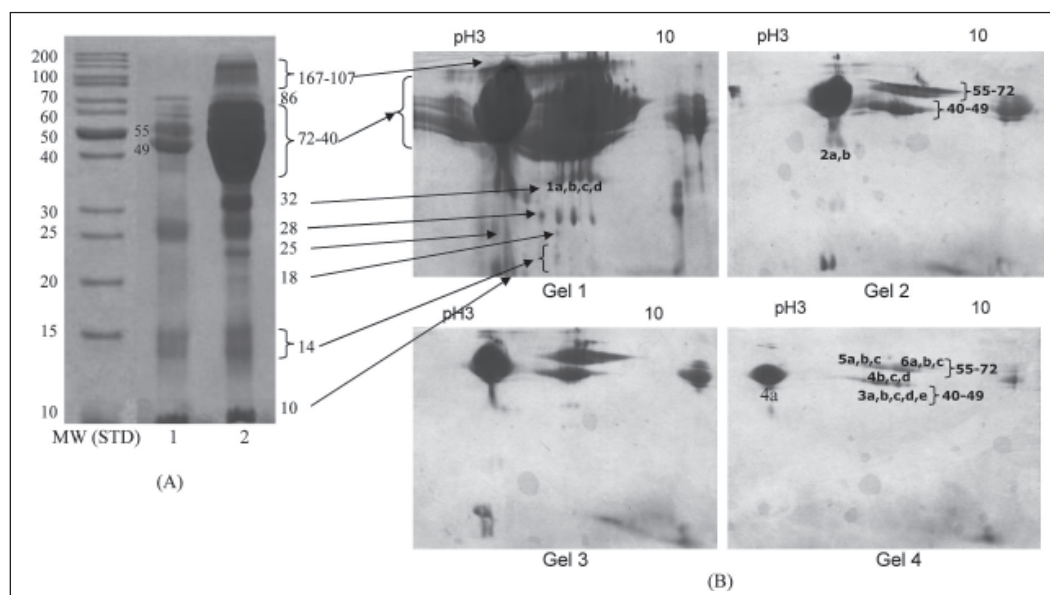 pH3 10 pH3 10
200
100
70
60
50
40
30
25
20
15
10
55
49
167-107
86
72-40
32
28
25
18
14
10
MW (STD) 1 2
(A)
1a,b,c,d
Gel 1
55-72
40-49
2a,b
Gel 2
pH3 10 pH3 10
Gel 3
5a,b,c 6a,b,c
55-72
4b,c,d
4a
3a,b,c,d,e
40-49
Gel 4
(B)